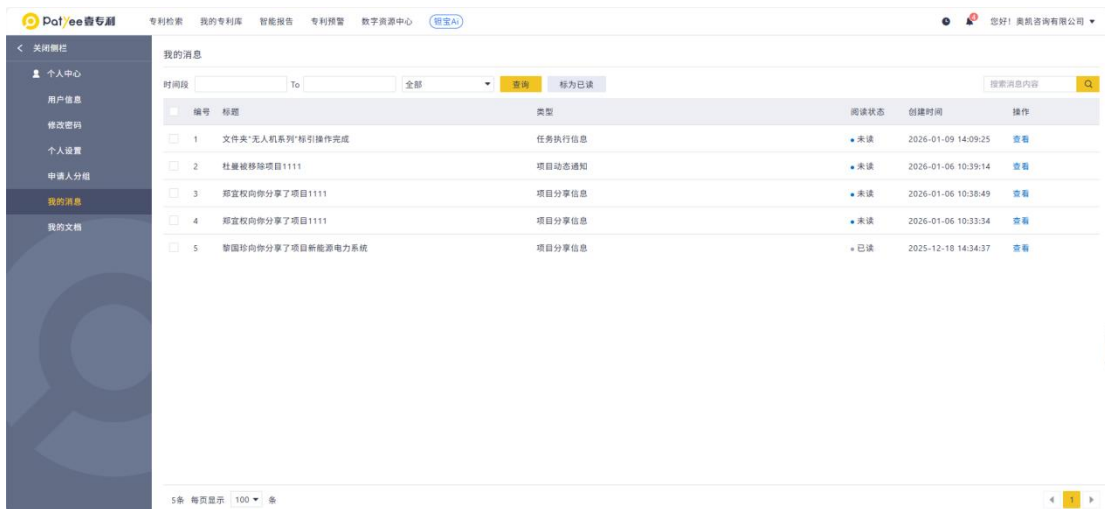 Patyee壹专利 专利检索 我的专利库 智能报告 专利预警 数字资源中心 钽宝Ai 4 您好！奥凯咨询有限公司
关闭侧栏
个人中心
用户信息
修改密码
个人设置
申请人分组
我的消息
我的文档
我的消息
时间段 To 全部 查询 标为已读 搜索消息内容
编号 标题 类型 阅读状态 创建时间 操作
1 文件夹"无人机系列"标引操作完成 任务执行信息 未读 2026-01-09 14:09:25 查看
2 杜曼被移除项目1111 项目动态通知 未读 2026-01-06 10:39:14 查看
3 郑宜权向你分享了项目1111 项目分享信息 未读 2026-01-06 10:38:49 查看
4 郑宜权向你分享了项目1111 项目分享信息 未读 2026-01-06 10:33:34 查看
5 黎国珍向你分享了项目新能源电力系统 项目分享信息 已读 2025-12-18 14:34:37 查看
5条 每页显示 100 条 1